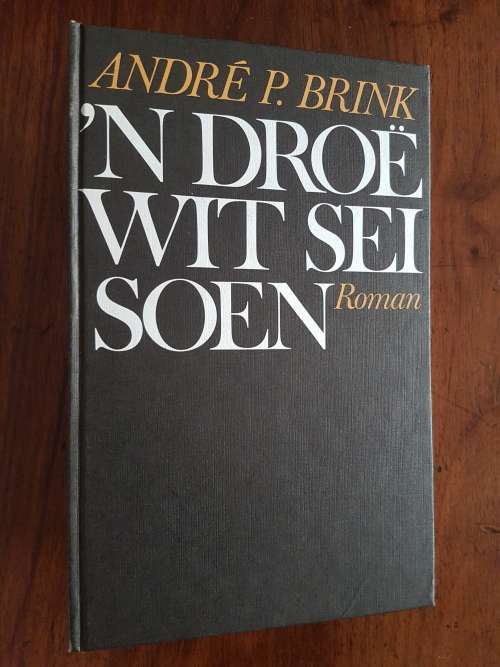 ANDRÉ P. BRINK
'N DROË
WIT SEI
SOEN Roman